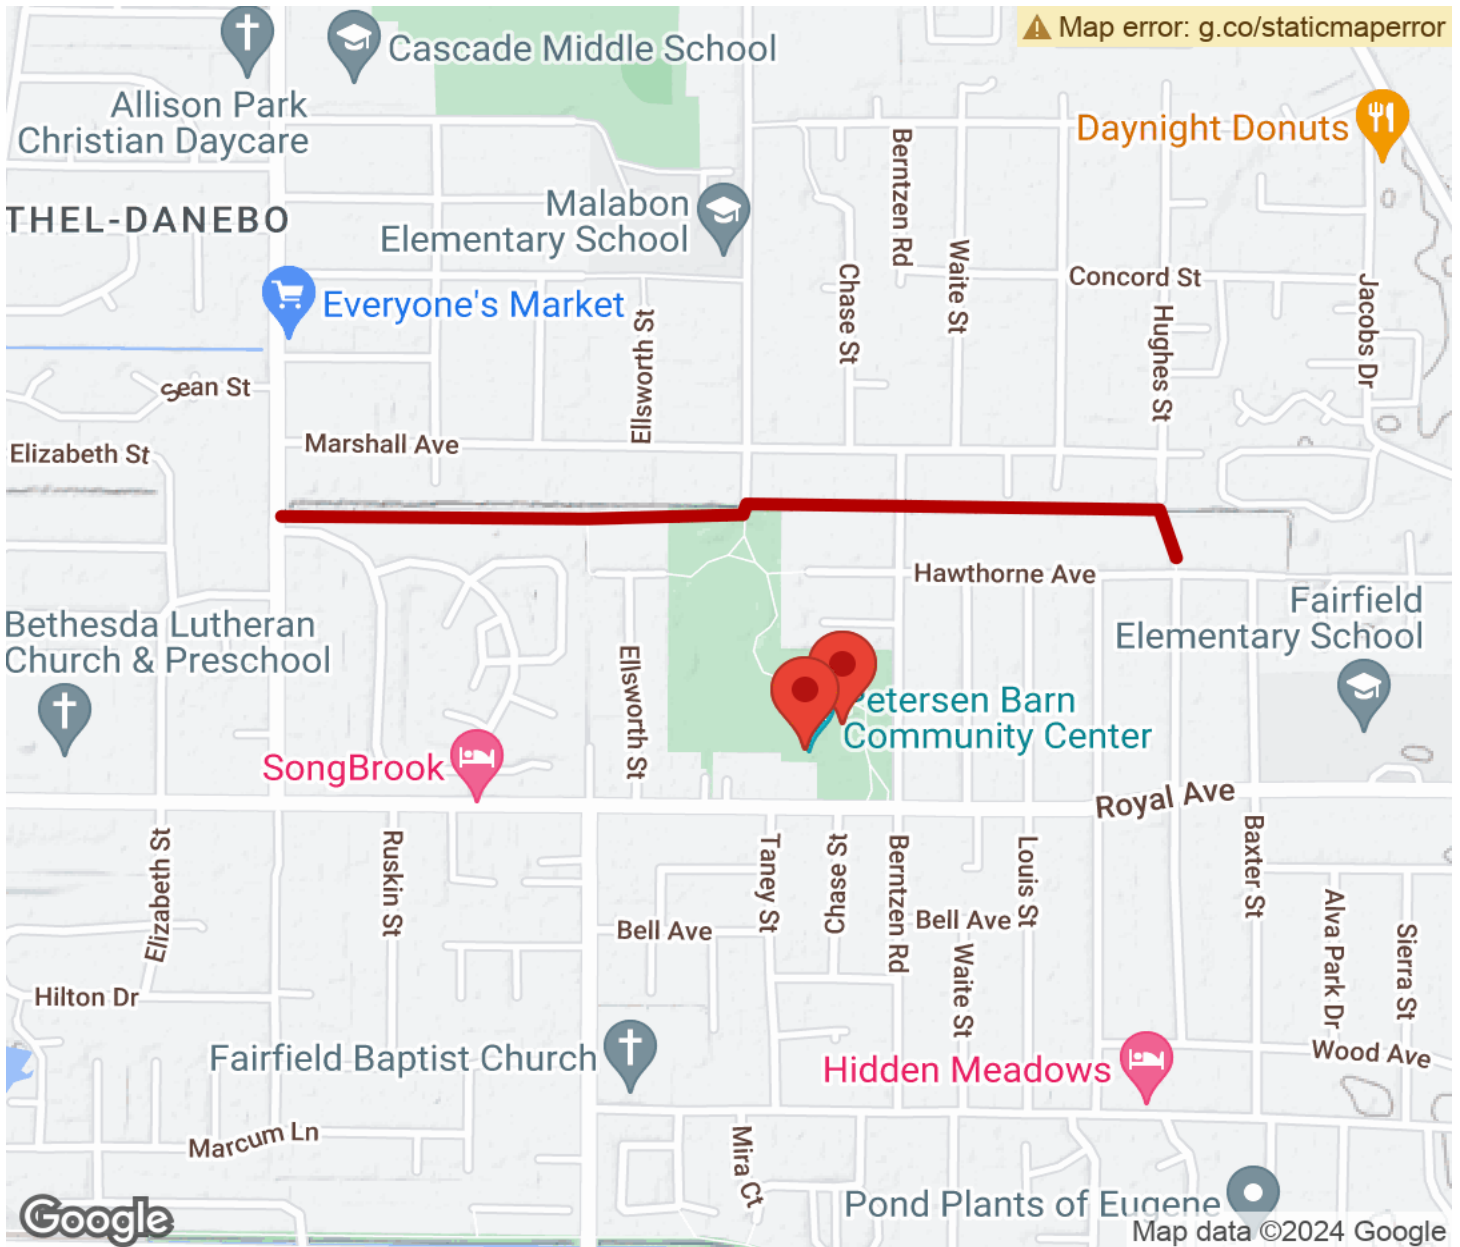 Map error: g.co/staticmaperror
Cascade Middle School
Allison Park
Christian Daycare
Daynight Donuts
Berntzen Rd
THEL-DANEBO
Malabon
Elementary School
Waite St
Chase St
Concord St
Jacobs Dr
Everyone's Market
Ellsworth St
Hughes St
Sean St
Elizabeth St
Marshall Ave
Hawthorne Ave
Fairfield
Elementary School
Bethesda Lutheran
Church & Preschool
Ellsworth St
Petersen Barn
Community Center
SongBrook
Royal Ave
Elizabeth St
Ruskin St
Taney St
Chase St
Berntzen Rd
Louis St
Baxter St
Bell Ave
Bell Ave
Waite St
Alva Park Dr
Sierra St
Hilton Dr
Fairfield Baptist Church
Hidden Meadows
Wood Ave
Marcum Ln
Mira Ct
Pond Plants of Eugene
Google
Map data ©2024 Google